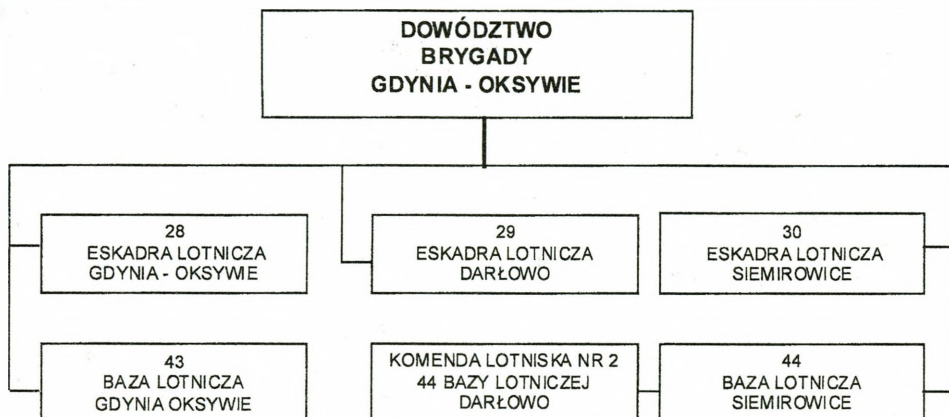 DOWÓDZTWO
BRYGADY
GDYNIA - OKSYWIE
28
ESKADRA LOTNICZA
GDYNIA - OKSYWIE
29
ESKADRA LOTNICZA
DARŁOWO
30
ESKADRA LOTNICZA
SIEMIROWICE
43
BAZA LOTNICZA
GDYNIA OKSYWIE
KOMENDA LOTNISKA NR 2
44 BAZY LOTNICZEJ
DARŁOWO
44
BAZA LOTNICZA
SIEMIROWICE